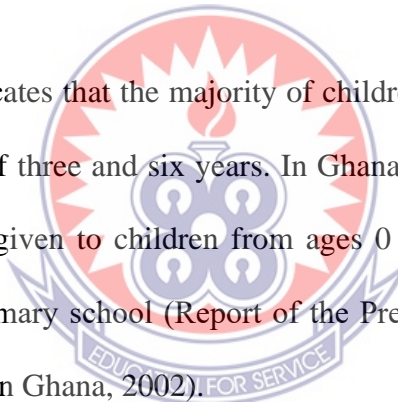 cates that the majority of childre
f three and six years. In Ghana
given to children from ages 0
mary school (Report of the Pre
n Ghana, 2002).
EDUCATION FOR SERVICE